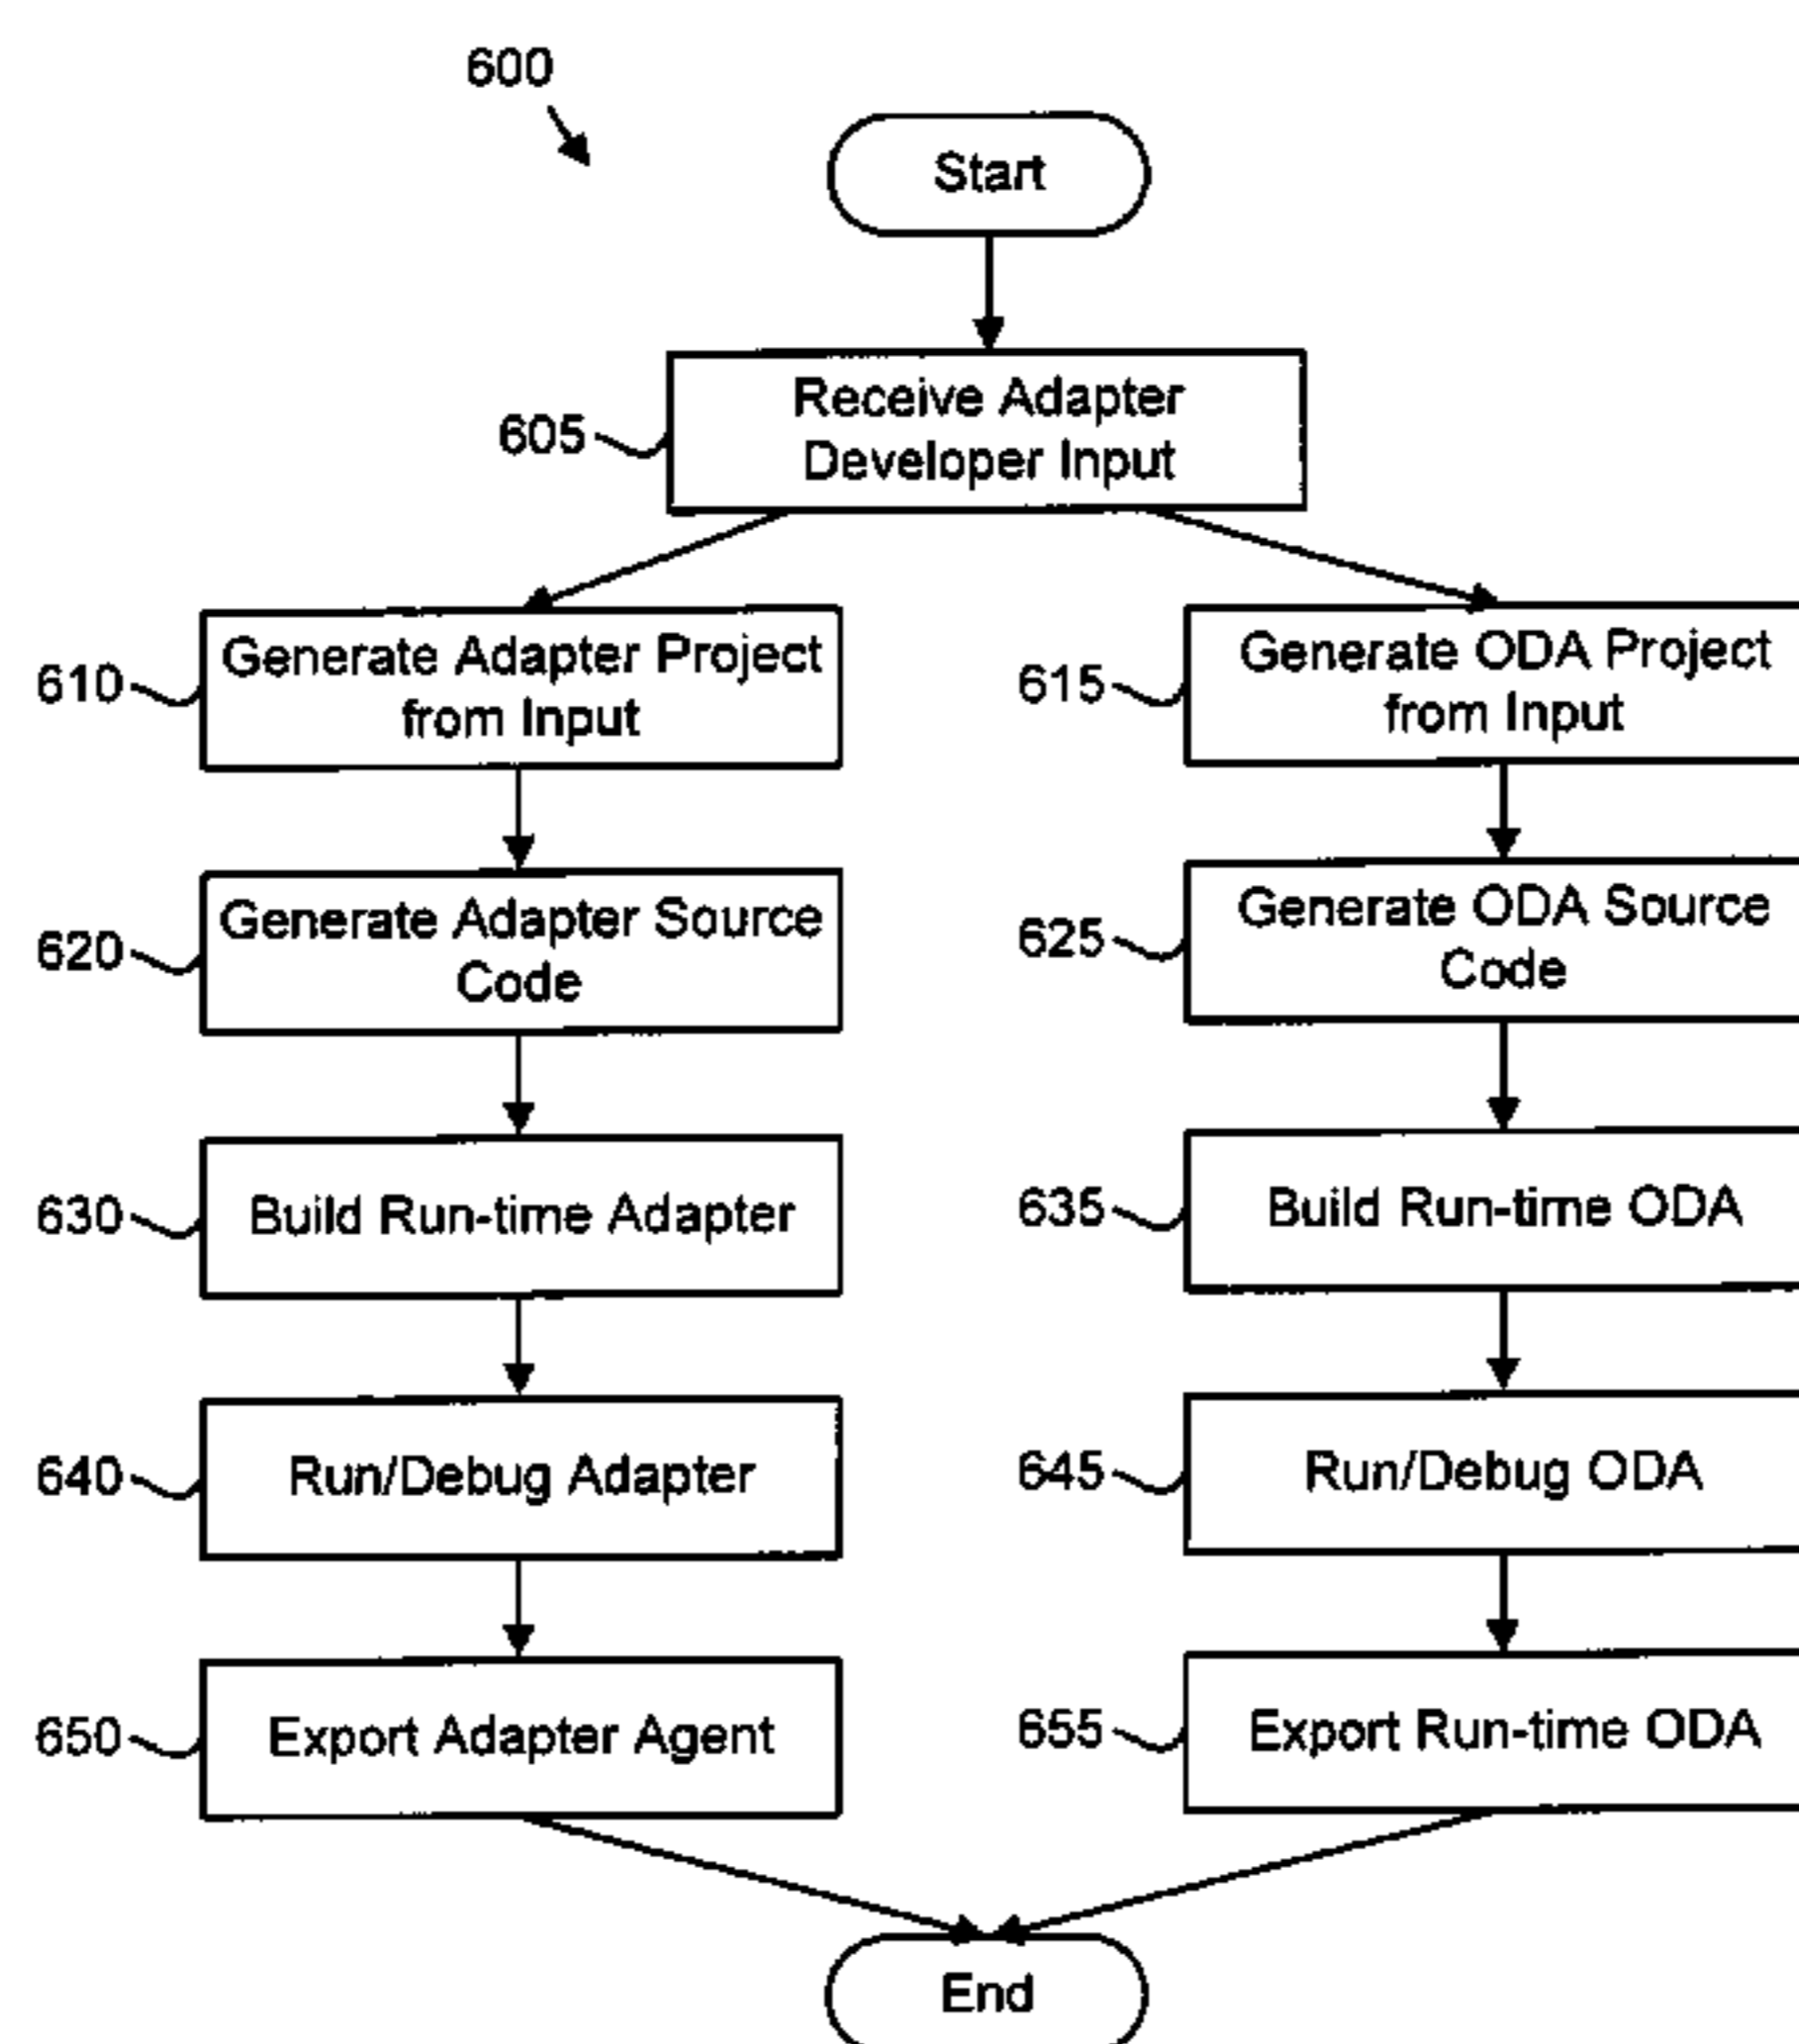 600
Start
605
Receive Adapter
Developer Input
610
Generate Adapter Project
from Input
615
Generate ODA Project
from Input
620
Generate Adapter Source
Code
625
Generate ODA Source
Code
630
Build Run-time Adapter
635
Build Run-time ODA
640
Run/Debug Adapter
645
Run/Debug ODA
650
Export Adapter Agent
655
Export Run-time ODA
End